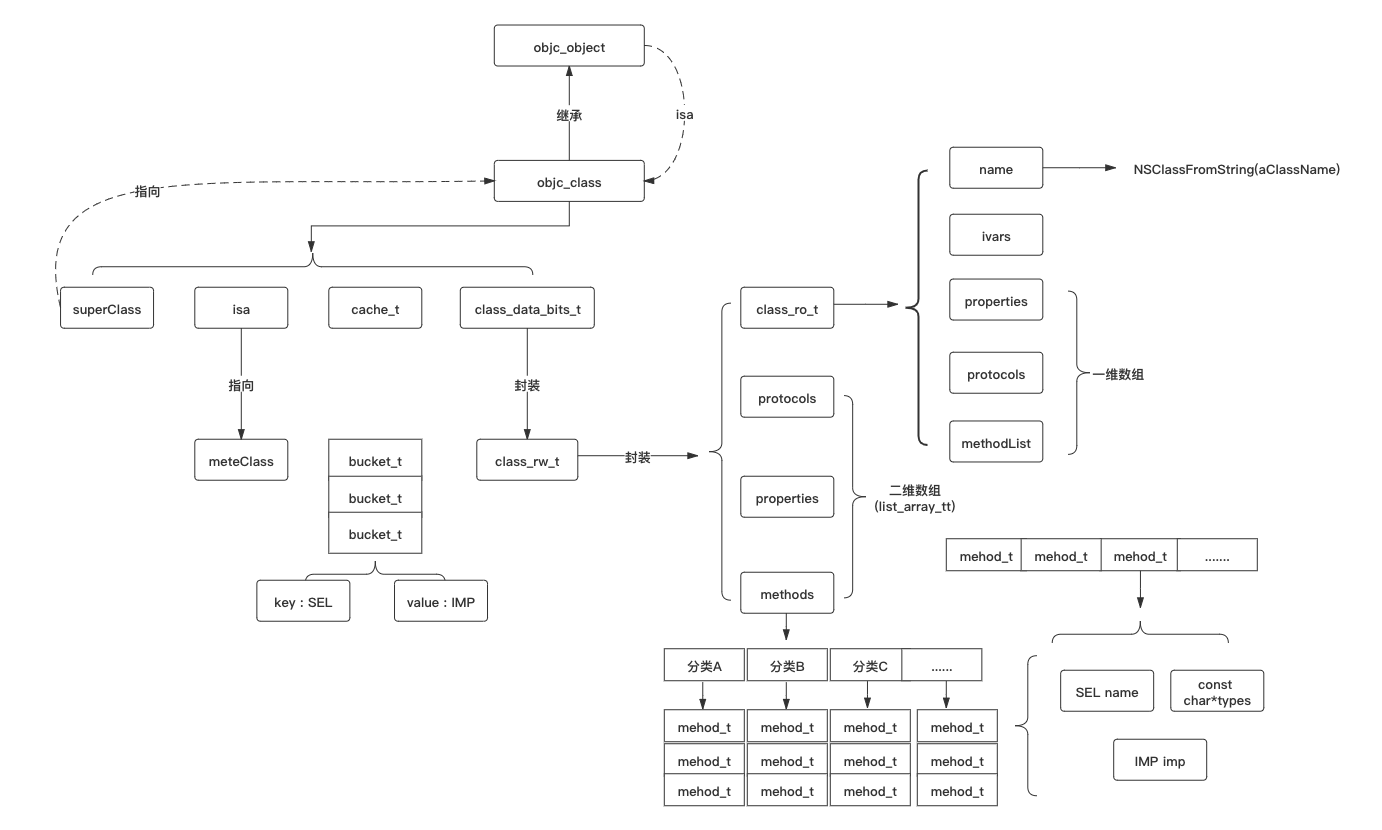 objc_object
继承
isa
objc_class
指向
superClass
isa
cache_t
class_data_bits_t
指向
封装
meteClass
bucket_t
bucket_t
bucket_t
key : SEL
value : IMP
class_rw_t
封装
class_ro_t
protocols
properties
methods
二维数组
(list_array_tt)
name
NSClassFromString(aClassName)
ivars
properties
protocols
methodList
一维数组
mehod_t
mehod_t
mehod_t
.......
分类A
分类B
分类C
......
mehod_t
mehod_t
mehod_t
mehod_t
mehod_t
mehod_t
mehod_t
mehod_t
mehod_t
mehod_t
mehod_t
mehod_t
SEL name
const
char*types
IMP imp